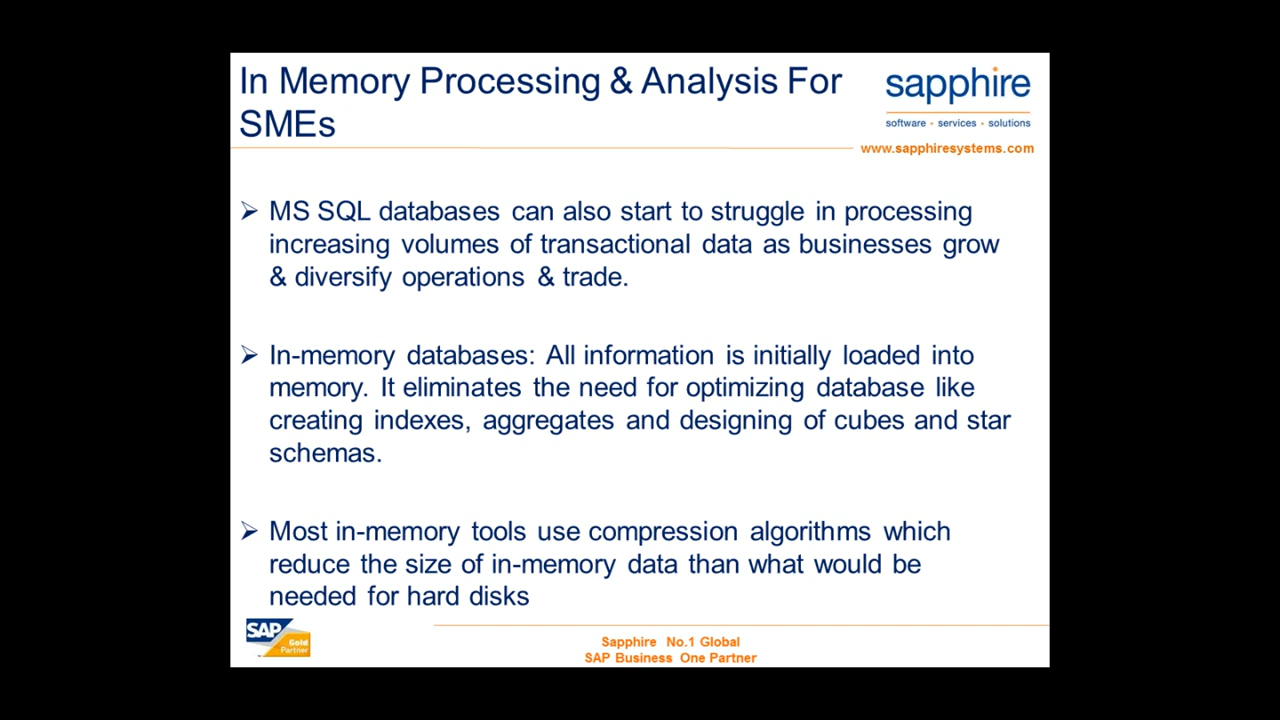 In Memory Processing & Analysis For
SMEs
sapphire
software - services - solutions
www.sapphiresystems.com
➢ MS SQL databases can also start to struggle in processing
increasing volumes of transactional data as businesses grow
& diversify operations & trade.
➢ In-memory databases: All information is initially loaded into
memory. It eliminates the need for optimizing database like
creating indexes, aggregates and designing of cubes and star
schemas.
➢ Most in-memory tools use compression algorithms which
reduce the size of in-memory data than what would be
needed for hard disks
SAP
Gold
Partner
Sapphire No.1 Global
SAP Business One Partner